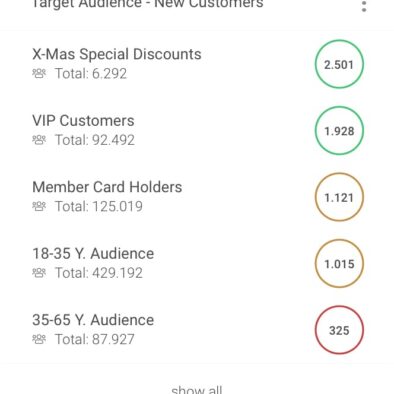 Target Audience - New Customers
X-Mas Special Discounts
Total: 6.292
2.501
VIP Customers
Total: 92.492
1.928
Member Card Holders
Total: 125.019
1.121
18-35 Y. Audience
Total: 429.192
1.015
35-65 Y. Audience
Total: 87.927
325
show all